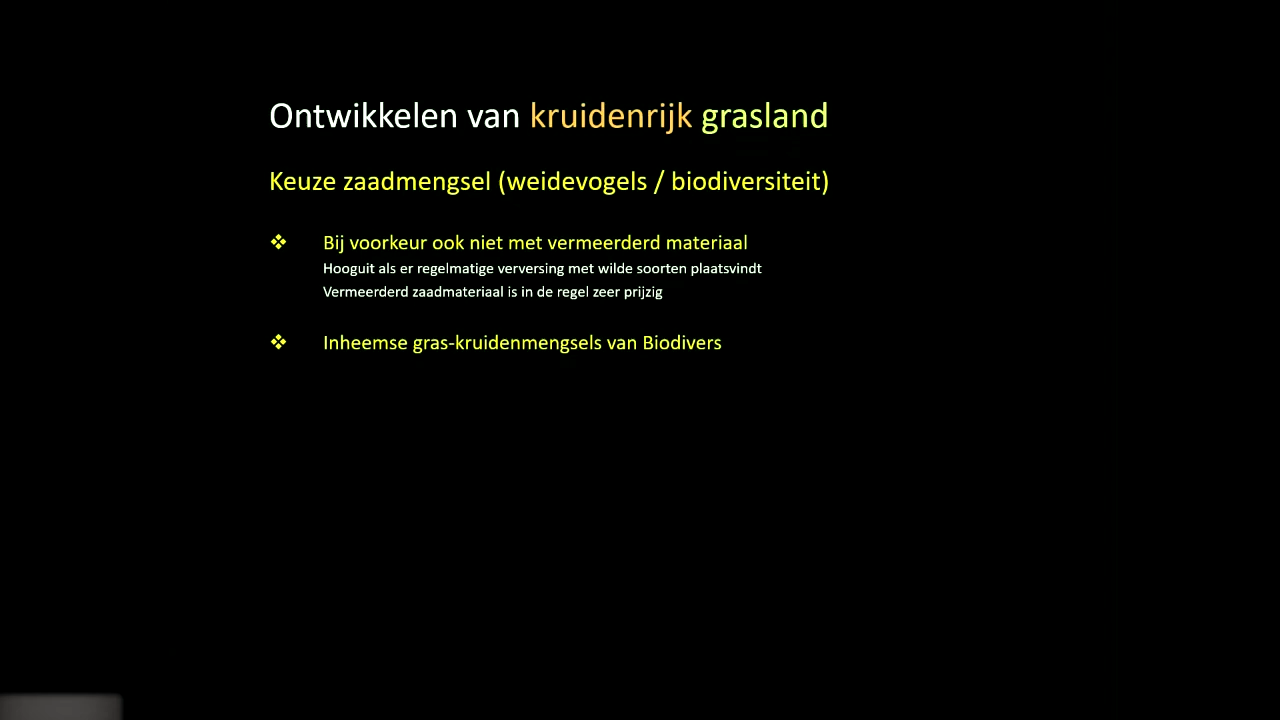 Ontwikkelen van kruidenrijk grasland
Keuze zaadmengsel (weidevogels / biodiversiteit)
❖ Bij voorkeur ook niet met vermeerderd materiaal
Hooguit als er regelmatige verversing met wilde soorten plaatsvindt
Vermeerderd zaadmateriaal is in de regel zeer prijzig
❖ Inheemse gras-kruidenmengsels van Biodivers